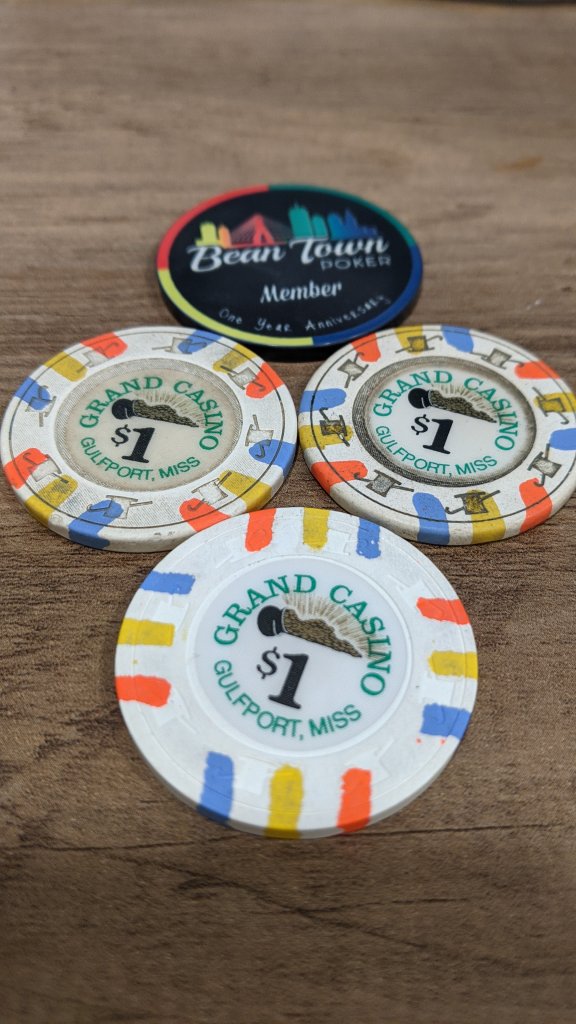 Bean Town
POKER
Member
One Year Anniversary
GRAND CASINO
$1
GULFPORT, MISS
GRAND CASINO
$1
GULFPORT, MISS
GRAND CASINO
$1
GULFPORT, MISS